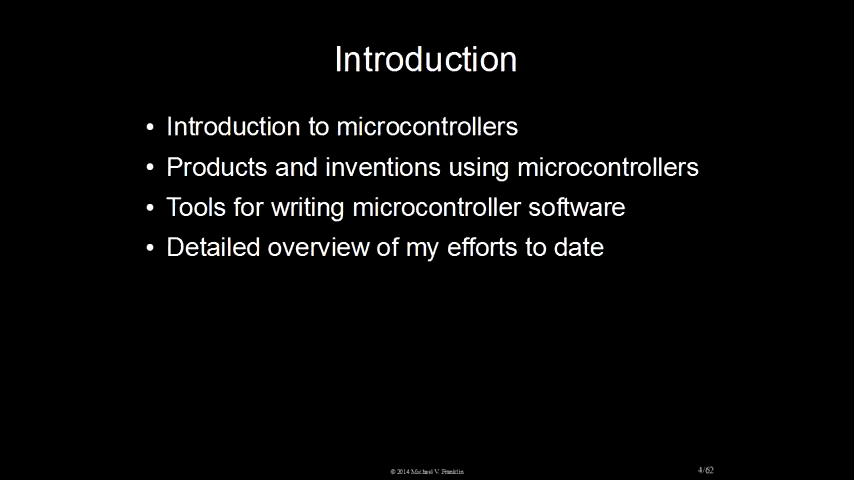 Introduction
• Introduction to microcontrollers
• Products and inventions using microcontrollers
• Tools for writing microcontroller software
• Detailed overview of my efforts to date
© 2014 Michael V. Franklin
4/62